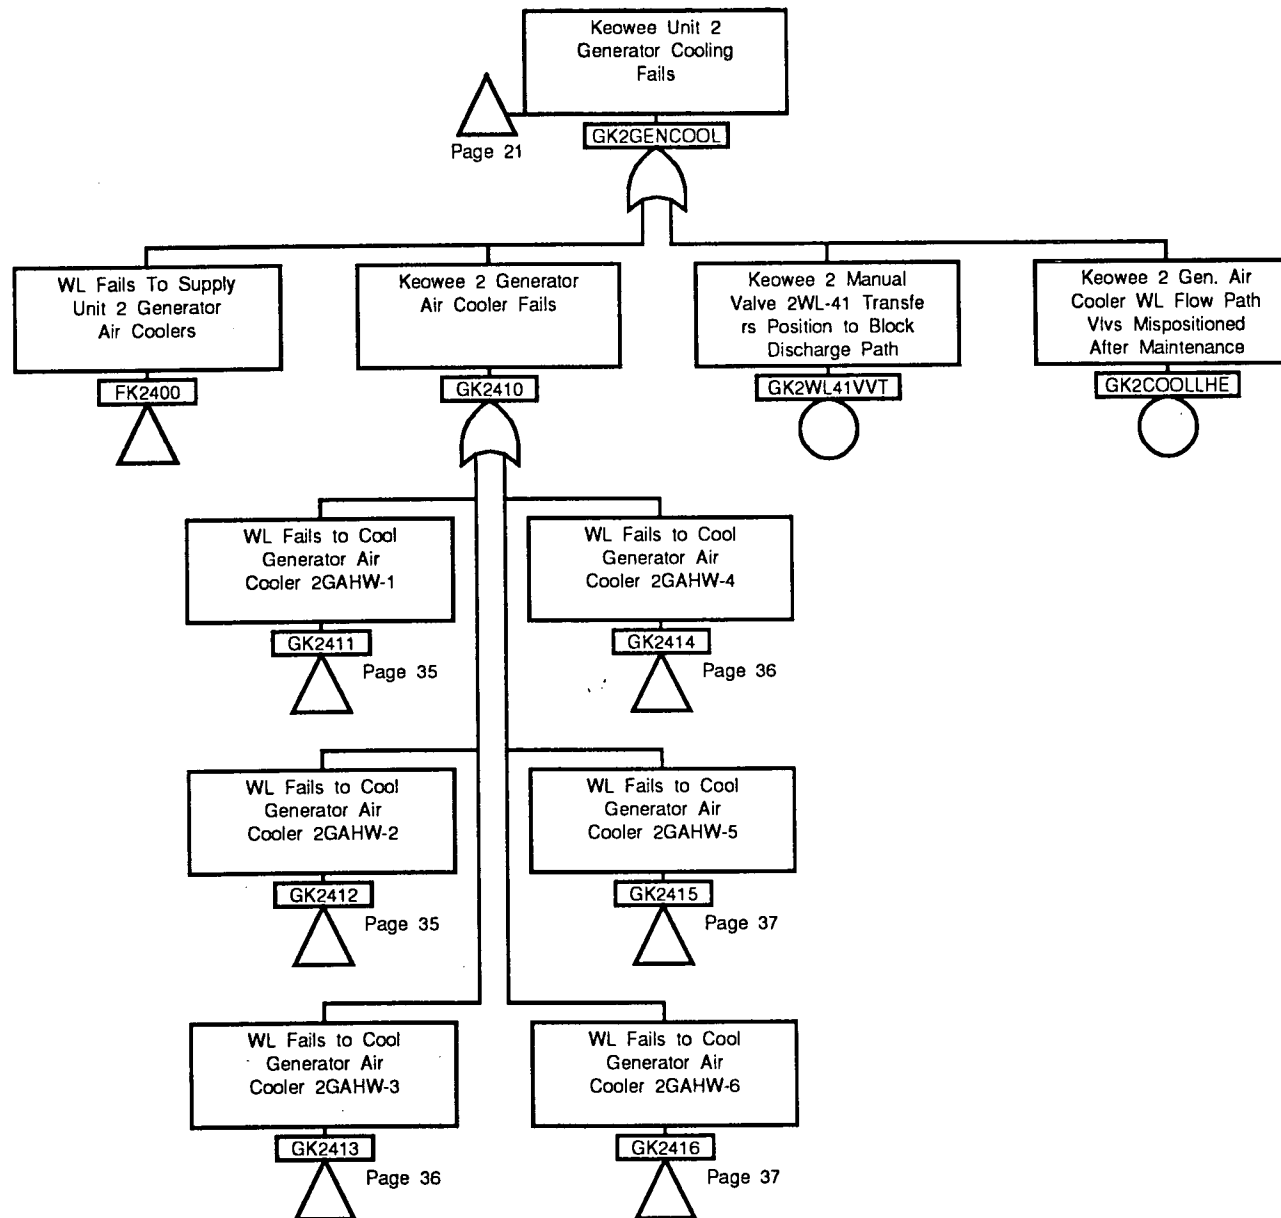 Keowee Unit 2
Generator Cooling
Fails
Page 21
GK2GENCOOL
WL Fails To Supply
Unit 2 Generator
Air Coolers
FK2400
Keowee 2 Generator
Air Cooler Fails
GK2410
Keowee 2 Manual
Valve 2WL-41 Transfe
rs Position to Block
Discharge Path
GK2WL41VVT
Keowee 2 Gen. Air
Cooler WL Flow Path
Vlvs Mispositioned
After Maintenance
GK2COOLLHE
WL Fails to Cool
Generator Air
Cooler 2GAHW-1
GK2411
Page 35
WL Fails to Cool
Generator Air
Cooler 2GAHW-4
GK2414
Page 36
WL Fails to Cool
Generator Air
Cooler 2GAHW-2
GK2412
Page 35
WL Fails to Cool
Generator Air
Cooler 2GAHW-5
GK2415
Page 37
WL Fails to Cool
Generator Air
Cooler 2GAHW-3
GK2413
Page 36
WL Fails to Cool
Generator Air
Cooler 2GAHW-6
GK2416
Page 37